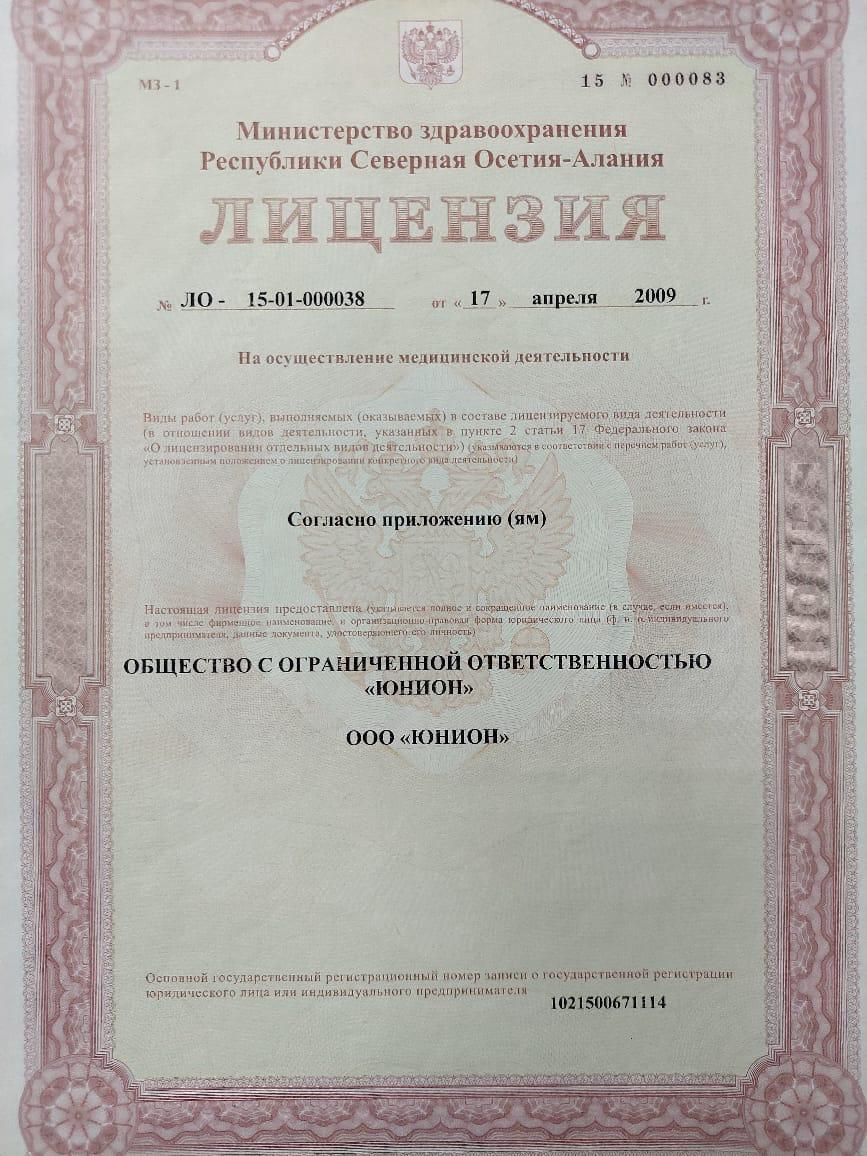 МЗ - 1
15 № 000083
Министерство здравоохранения
Республики Северная Осетия-Алания
ЛИЦЕНЗИЯ
№ ЛО - 15-01-000038 от « 17 » апреля 2009 г.
На осуществление медицинской деятельности
Виды работ (услуг), выполняемых (оказываемых) в составе лицензируемого вида деятельности
(в отношении видов деятельности, указанных в пункте 2 статьи 17 Федерального закона
«О лицензировании отдельных видов деятельности») (указываются в соответствии с перечнем работ (услуг),
установленным положением о лицензировании конкретного вида деятельности)
Согласно приложению (ям)
Настоящая лицензия предоставлена (указывается полное и сокращенное наименование (в случае, если имеется),
в том числе фирменное наименование, и организационно-правовая форма юридического лица (ф. и. о. индивидуального
предпринимателя, данные документа, удостоверяющего его личность)
ОБЩЕСТВО С ОГРАНИЧЕННОЙ ОТВЕТСТВЕННОСТЬЮ
«ЮНИОН»
ООО «ЮНИОН»
Основной государственный регистрационный номер записи о государственной регистрации
юридического лица или индивидуального предпринимателя 1021500671114